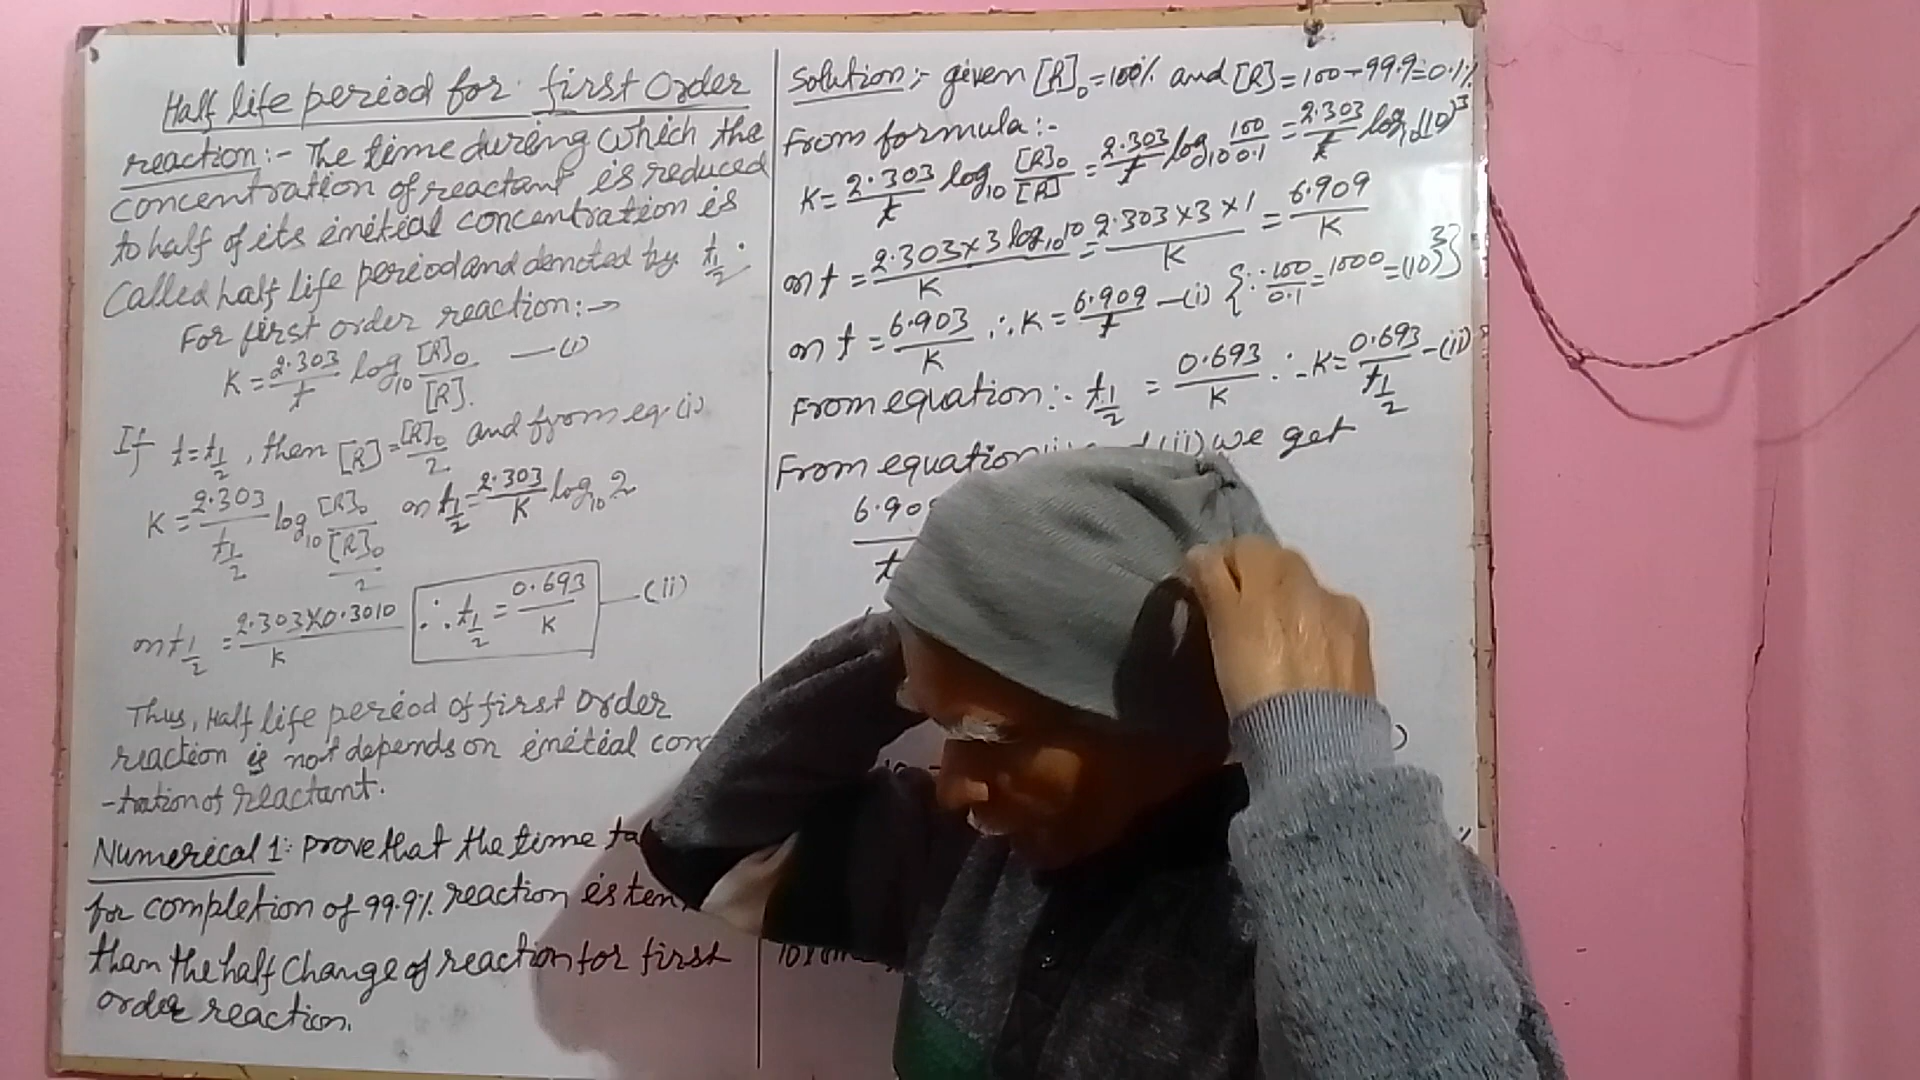 Half life period for first Order
reaction:- The time dureing which the
concentration of reactant is reduced
to half of its inetial concentration is
Called half life period and denoted by t1/2.
For first order reaction:→
K = 2.303/t log10 [R]0/[R]. —(i)
If t=t1/2, then [R]=[R]0/2 and from eq(i)
K = 2.303/t1/2 log10 [R]0/[R]0/2 or t1/2 = 2.303/K log10 2
or t1/2 = 2.303×0.3010/K ∴ t1/2 = 0.693/K —(ii)
Thus, Half life period of first order
reaction is not depends on inetial con
-tration of reactant.
Numerical 1: prove that the time
for completion of 99.9% reaction is ten
than the half change of reaction for first
order reaction.
Solution:- given [R]0=100% and [R]=100-99.9=0.1%
From formula:-
K = 2.303/t log10 [R]0/[R] = 2.303/t log10 100/0.1 = 2.303/t log10(10)3
or t = 2.303×3 log10 10/K = 2.303×3×1/K = 6.909/K
or t = 6.903/K ∴ K = 6.909/t —(i) {∵ 100/0.1 = 1000 = (10)3}
From equation:- t1/2 = 0.693/K ∴ K = 0.693/t1/2 —(ii)
From equation (ii) we get
6.90
t